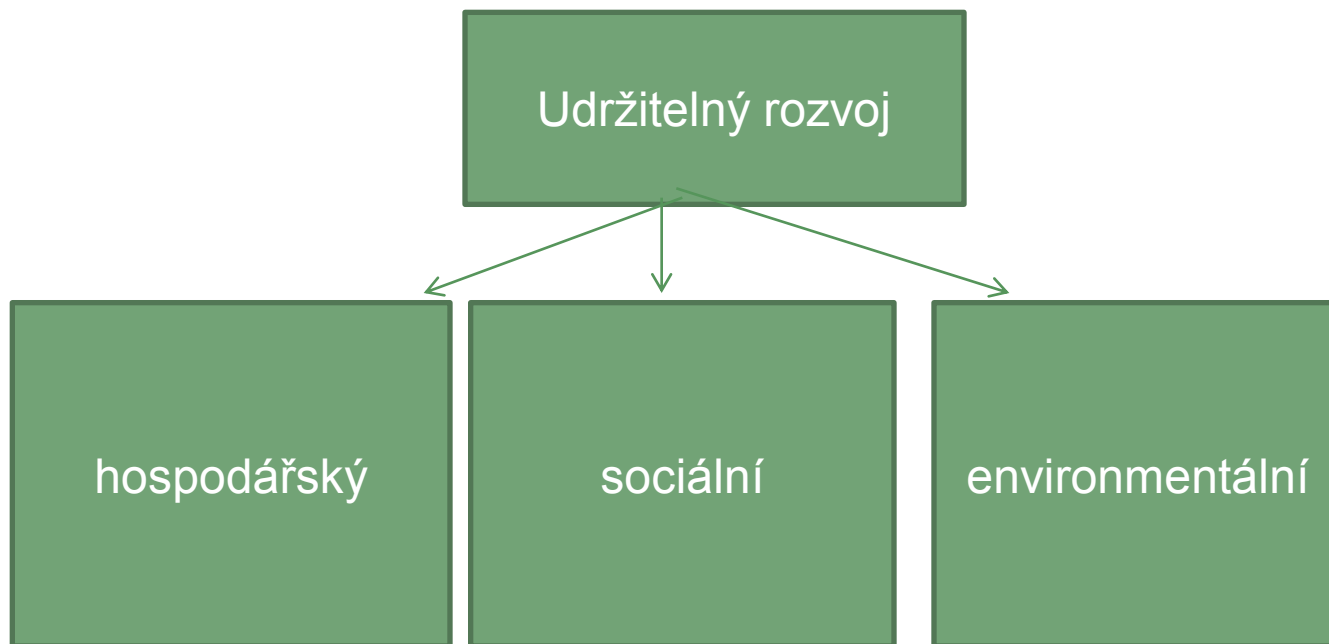 Udržitelný rozvoj
hospodářský
sociální
environmentální